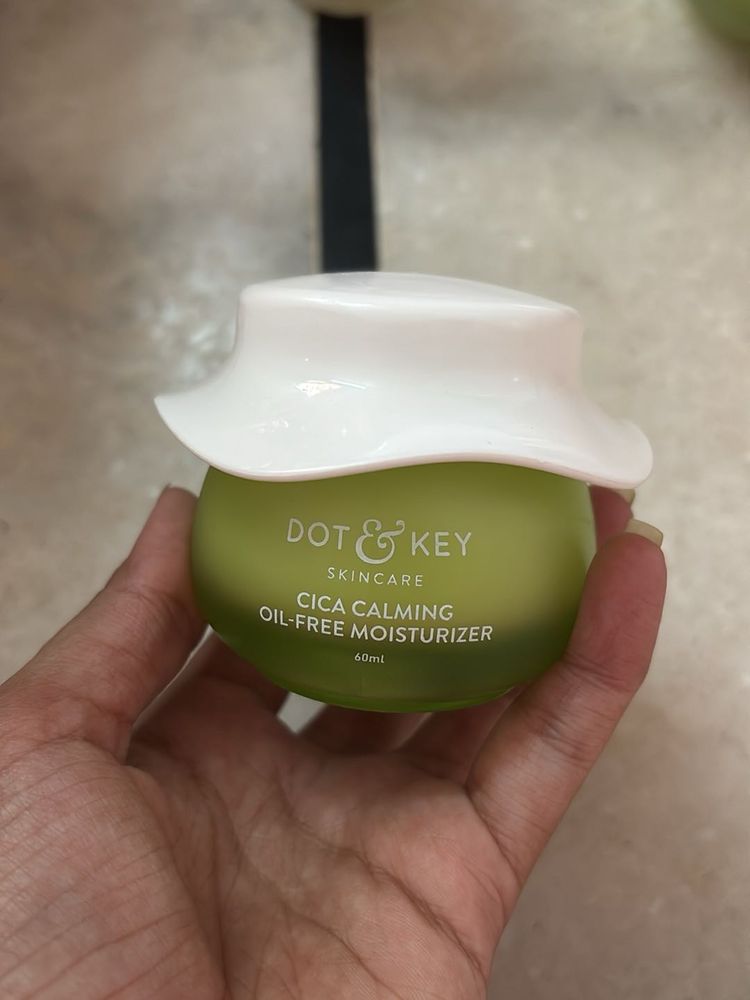 DOT & KEY
SKINCARE
CICA CALMING
OIL-FREE MOISTURIZER
60ml